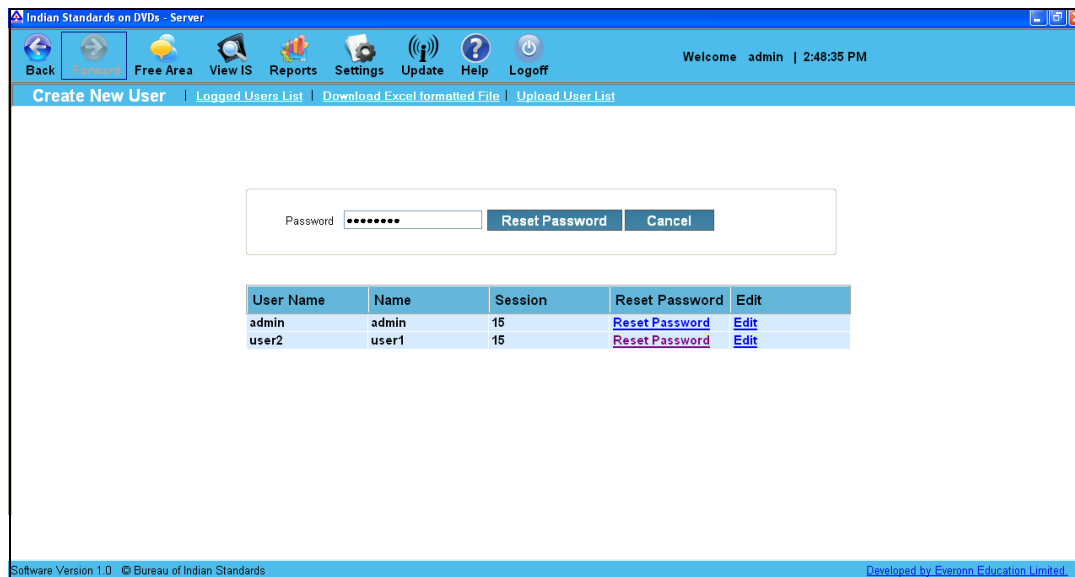 Indian Standards on DVDs - Server
Back Forward Free Area View IS Reports Settings Update Help Logoff Welcome admin | 2:48:35 PM
Create New User | Logged Users List | Download Excel formatted File | Upload User List
Password •••••••• Reset Password Cancel
User Name Name Session Reset Password Edit
admin admin 15 Reset Password Edit
user2 user1 15 Reset Password Edit
Software Version 1.0 © Bureau of Indian Standards Developed by Everonn Education Limited.